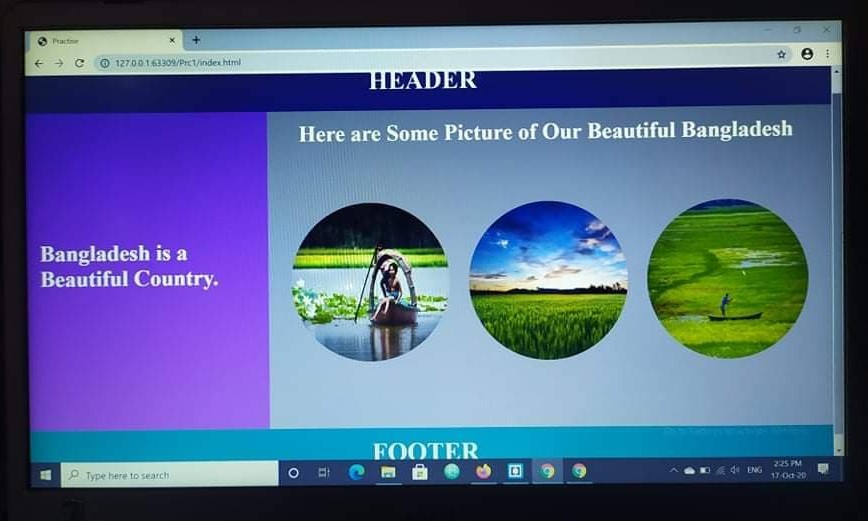 Practise
127.0.0.1:63309/Prc1/index.html
HEADER
Here are Some Picture of Our Beautiful Bangladesh
Bangladesh is a
Beautiful Country.
FOOTER
Type here to search
ENG
2:25 PM
17-Oct-20